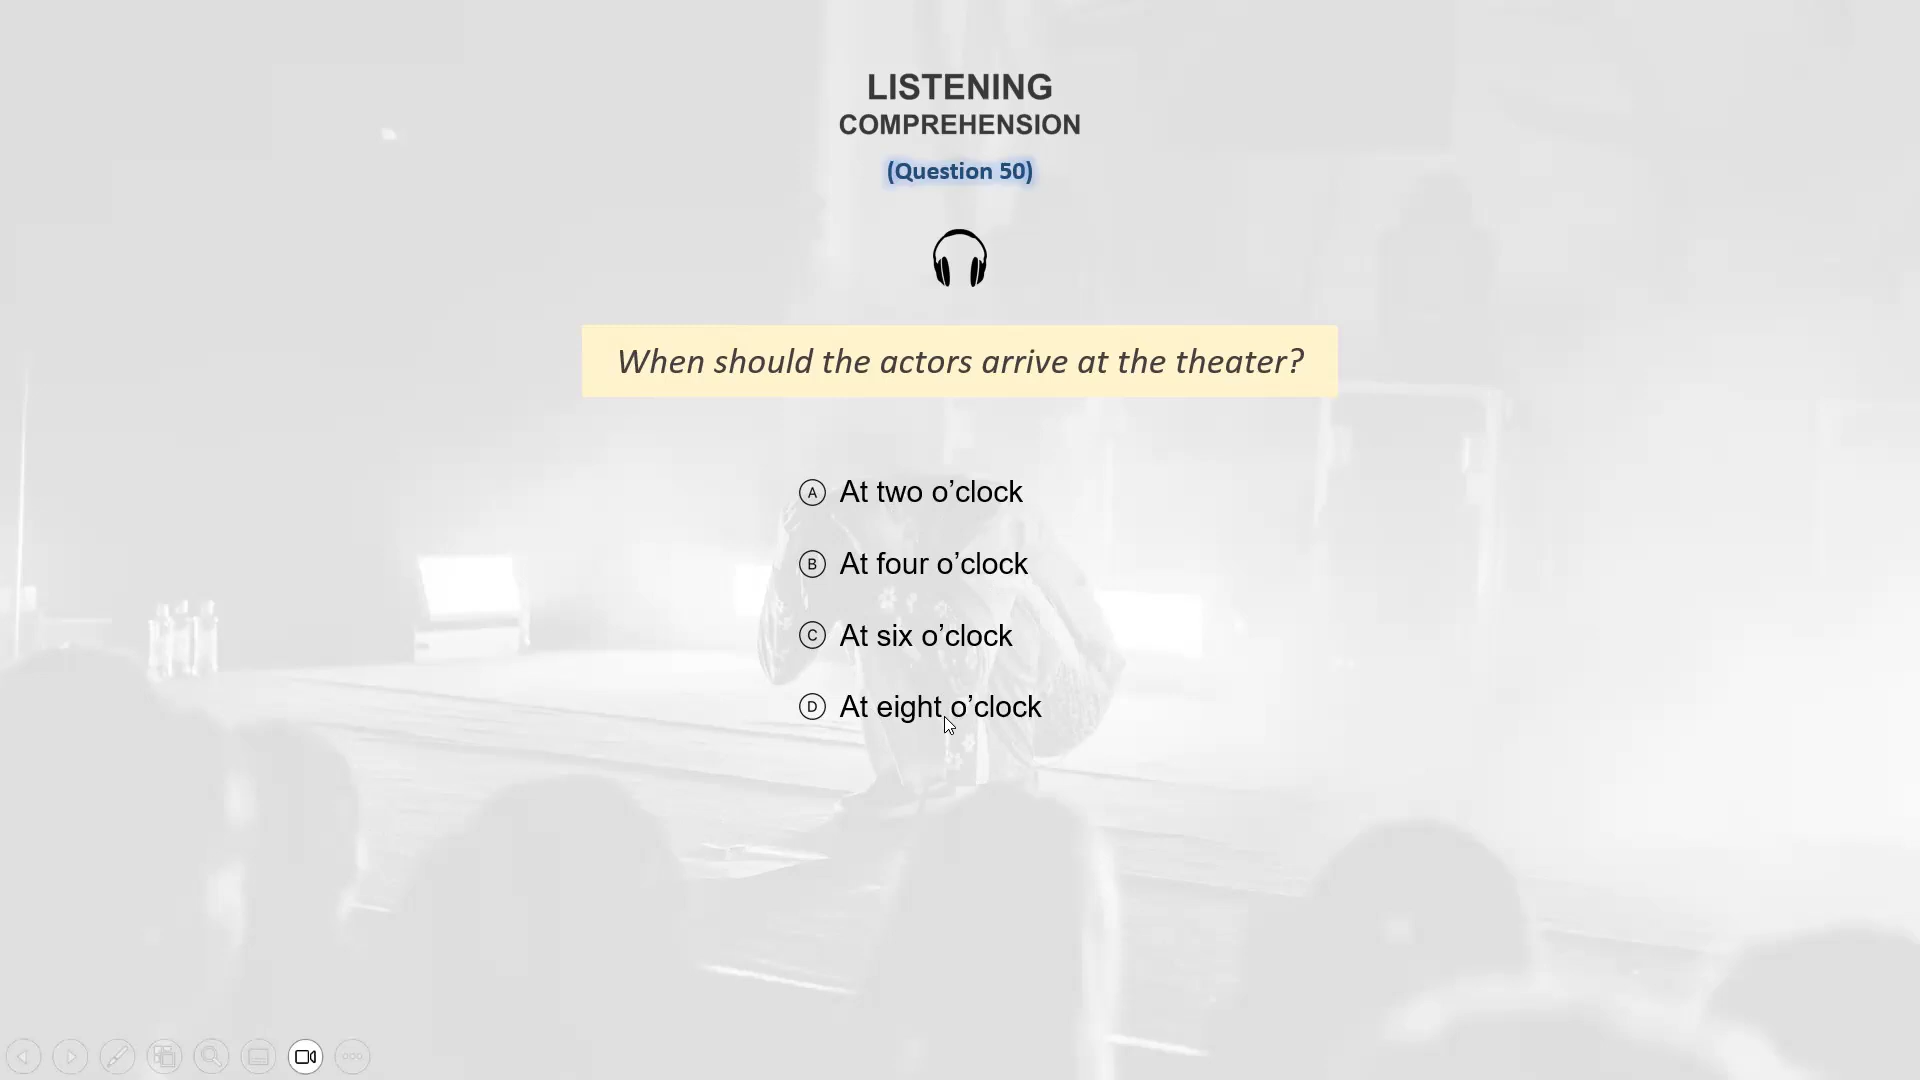 LISTENING
COMPREHENSION
(Question 50)
When should the actors arrive at the theater?
A At two o’clock
B At four o’clock
C At six o’clock
D At eight o’clock